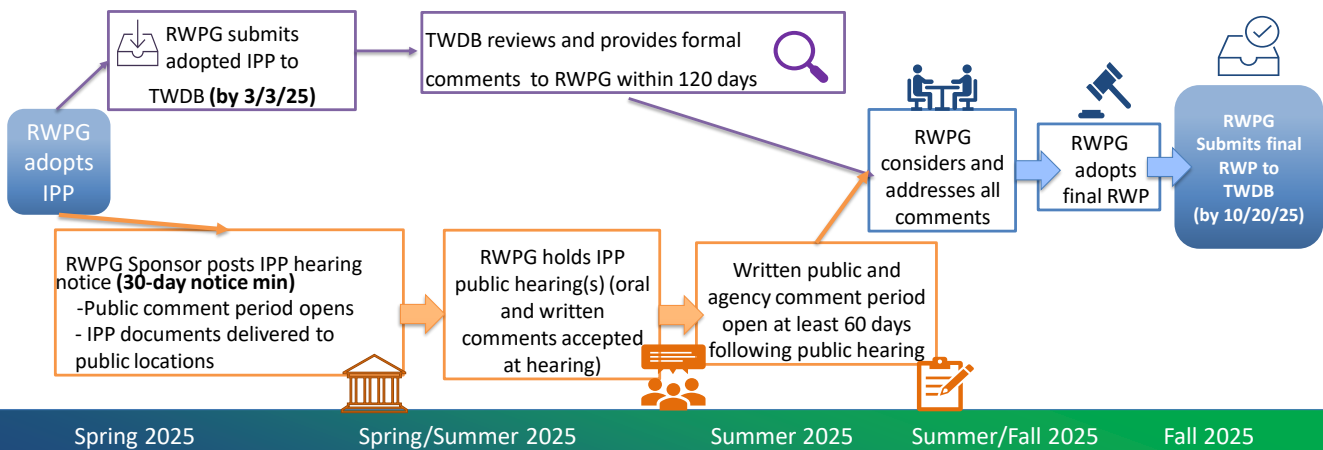 RWPG
adopts
IPP
RWPG submits
adopted IPP to
TWDB (by 3/3/25)
TWDB reviews and provides formal
comments to RWPG within 120 days
RWPG Sponsor posts IPP hearing
notice (30-day notice min)
-Public comment period opens
- IPP documents delivered to
public locations
RWPG holds IPP
public hearing(s) (oral
and written
comments accepted
at hearing)
Written public and
agency comment period
open at least 60 days
following public hearing
RWPG
considers and
addresses all
comments
RWPG
adopts
final RWP
RWPG
Submits final
RWP to
TWDB
(by 10/20/25)
Spring 2025
Spring/Summer 2025
Summer 2025
Summer/Fall 2025
Fall 2025